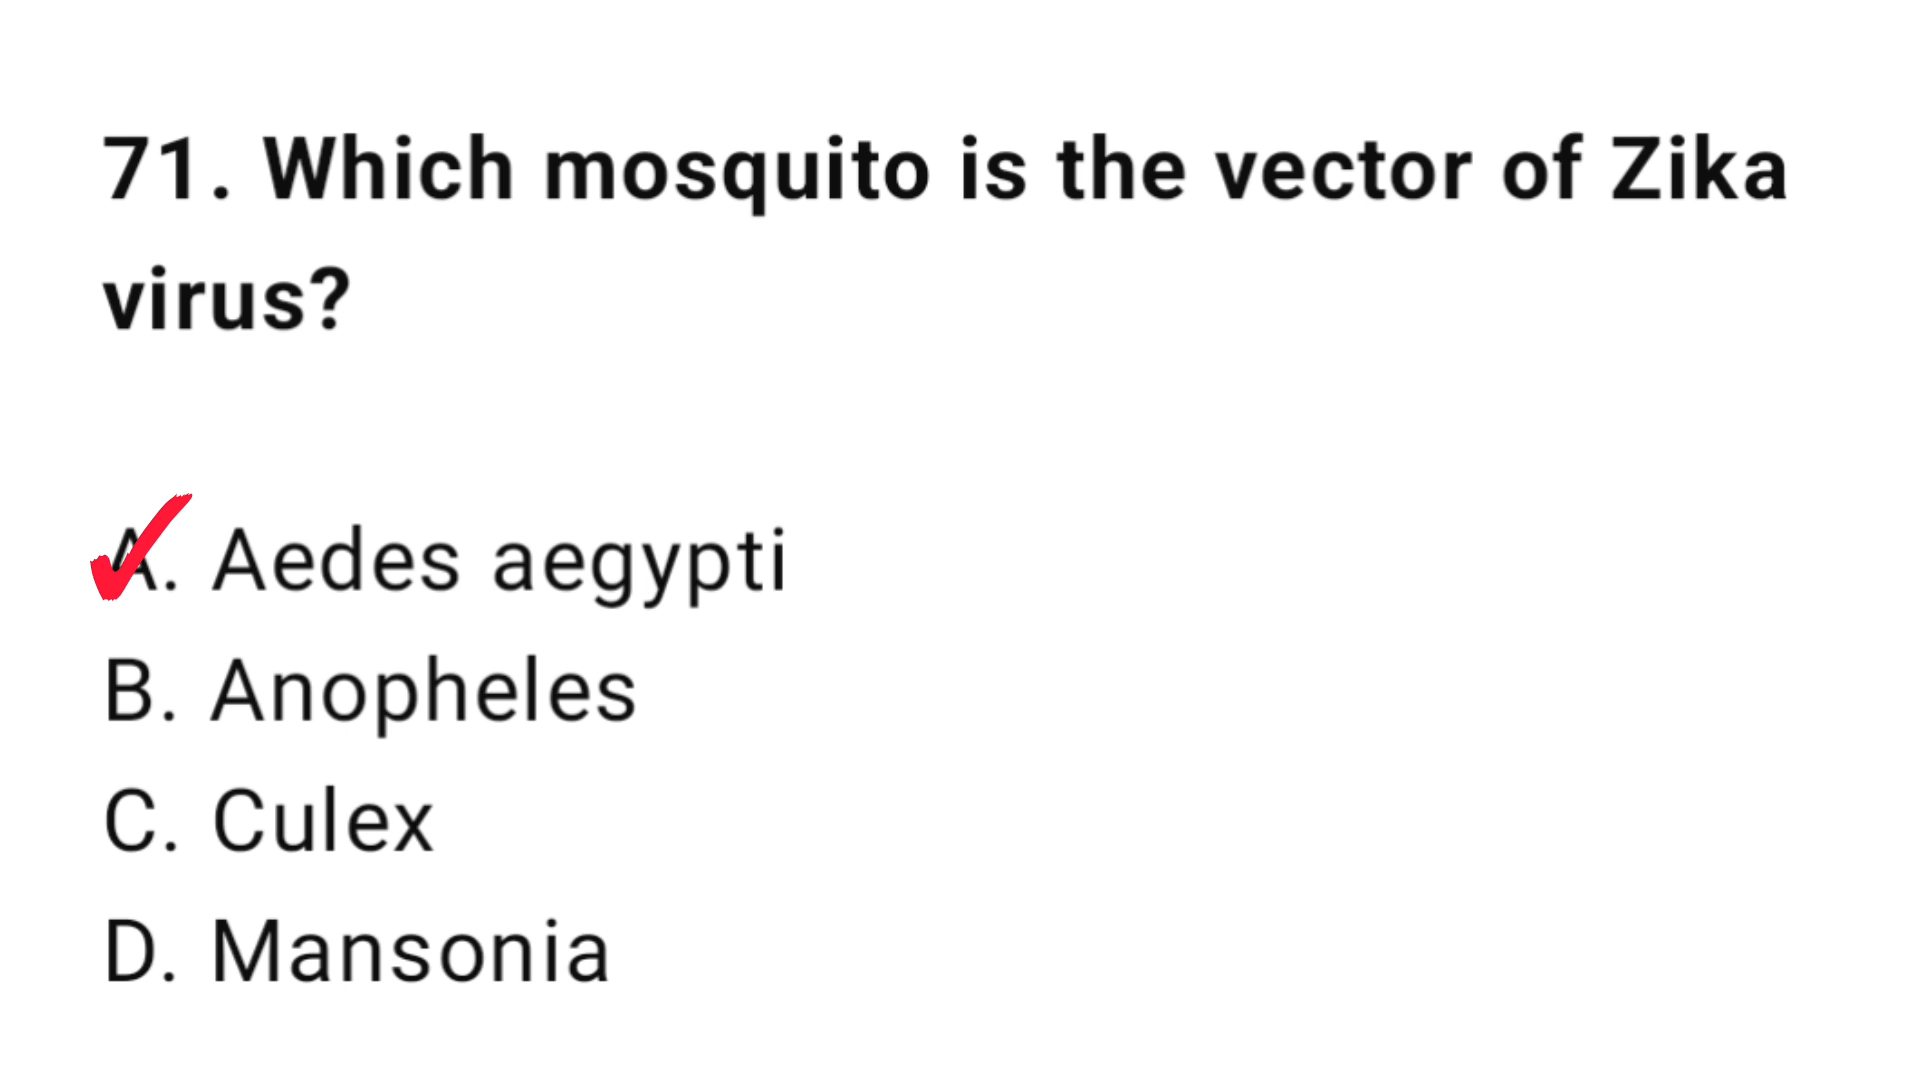 71. Which mosquito is the vector of Zika
virus?
A. Aedes aegypti
B. Anopheles
C. Culex
D. Mansonia